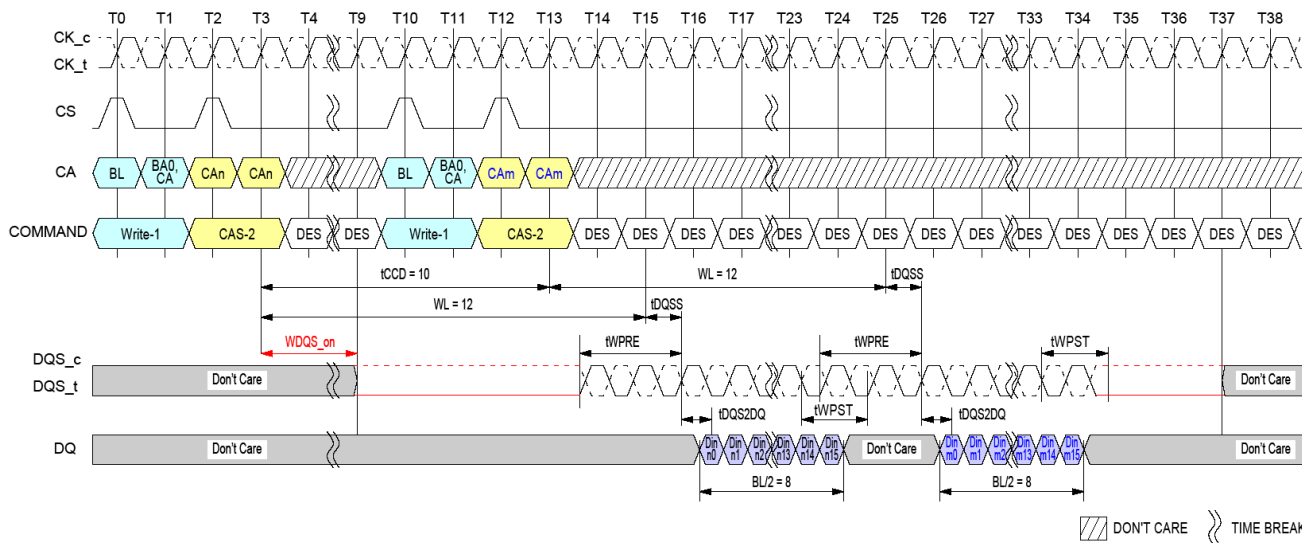 T0 T1 T2 T3 T4 T9 T10 T11 T12 T13 T14 T15 T16 T17 T23 T24 T25 T26 T27 T33 T34 T35 T36 T37 T38
CK_c
CK_t
CS
CA BL BA0, CA CAn CAn BL BA0, CA CAm CAm
COMMAND Write-1 CAS-2 DES DES Write-1 CAS-2 DES DES DES DES DES DES DES DES DES DES DES DES DES DES DES
tCCD = 10 WL = 12 tDQSS
WL = 12 tDQSS
WDQS_on tWPRE tWPRE tWPST
DQS_c
DQS_t Don't Care Don't Care
tDQS2DQ tWPST tDQS2DQ
DQ Don't Care Din n0 Din n1 Din n2 Din n13 Din n14 Din n15 Don't Care Din m0 Din m1 Din m2 Din m13 Din m14 Din m15 Don't Care
BL/2 = 8 BL/2 = 8
DON'T CARE TIME BREAK